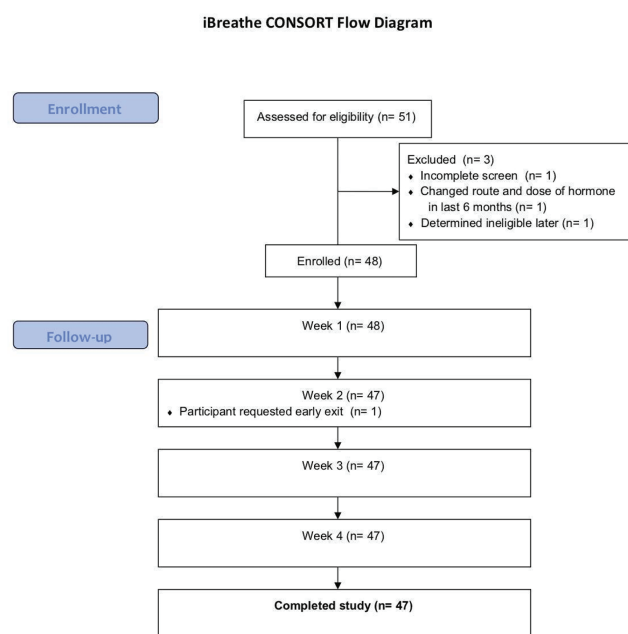 iBreathe CONSORT Flow Diagram
Enrollment
Assessed for eligibility (n= 51)
Excluded (n= 3)
♦ Incomplete screen (n= 1)
♦ Changed route and dose of hormone
in last 6 months (n= 1)
♦ Determined ineligible later (n= 1)
Enrolled (n= 48)
Follow-up
Week 1 (n= 48)
Week 2 (n= 47)
♦ Participant requested early exit (n= 1)
Week 3 (n= 47)
Week 4 (n= 47)
Completed study (n= 47)